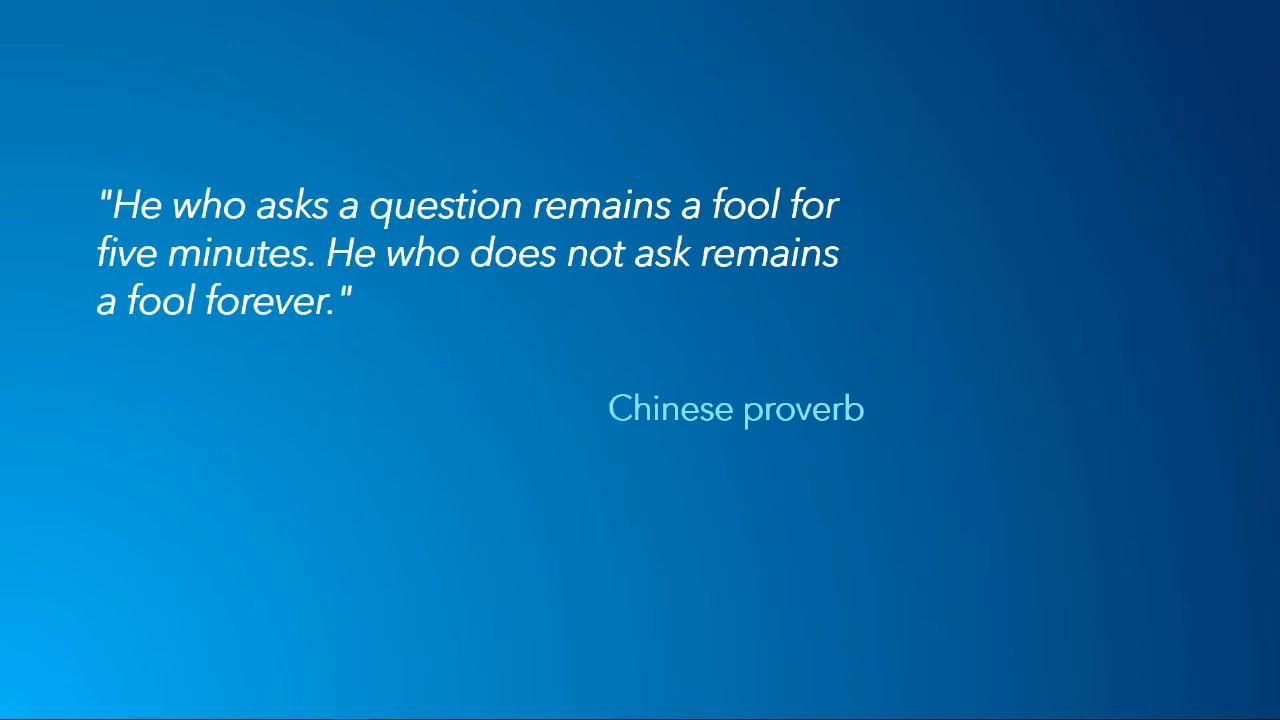 "He who asks a question remains a fool for
five minutes. He who does not ask remains
a fool forever."
Chinese proverb